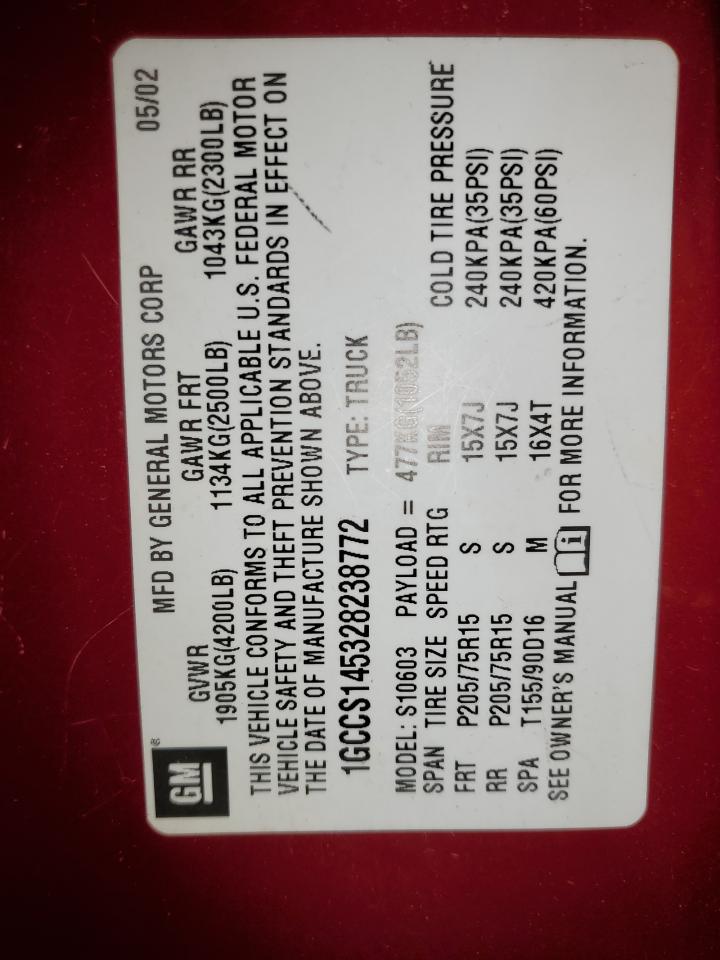 GM®
MFD BY GENERAL MOTORS CORP 05/02
GVWR GAWR FRT GAWR RR
1905KG(4200LB) 1134KG(2500LB) 1043KG(2300LB)
THIS VEHICLE CONFORMS TO ALL APPLICABLE U.S. FEDERAL MOTOR
VEHICLE SAFETY AND THEFT PREVENTION STANDARDS IN EFFECT ON
THE DATE OF MANUFACTURE SHOWN ABOVE.
1GCCS145328238772 TYPE: TRUCK
MODEL: S10603 PAYLOAD = 477KG(1052LB)
SPAN TIRE SIZE SPEED RTG RIM COLD TIRE PRESSURE
FRT P205/75R15 S 15X7J 240KPA(35PSI)
RR P205/75R15 S 15X7J 240KPA(35PSI)
SPA T155/90D16 M 16X4T 420KPA(60PSI)
SEE OWNER'S MANUAL i FOR MORE INFORMATION.